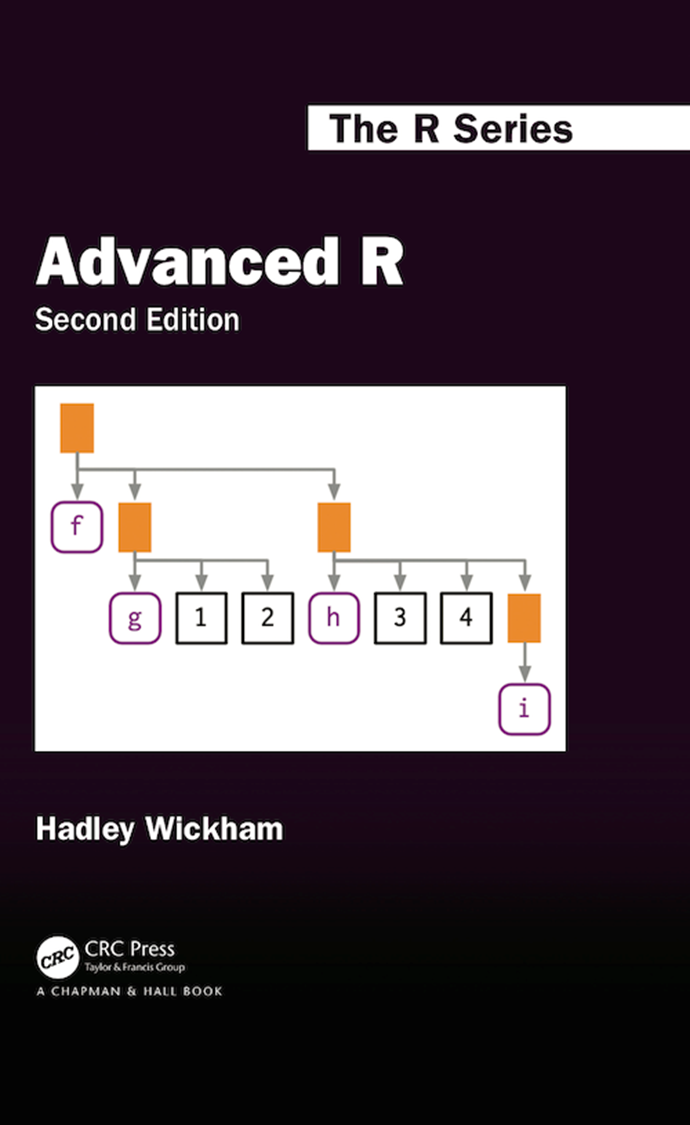 The R Series
Advanced R
Second Edition
f
g 1 2 h 3 4
i
Hadley Wickham
CRC CRC Press
Taylor & Francis Group
A CHAPMAN & HALL BOOK